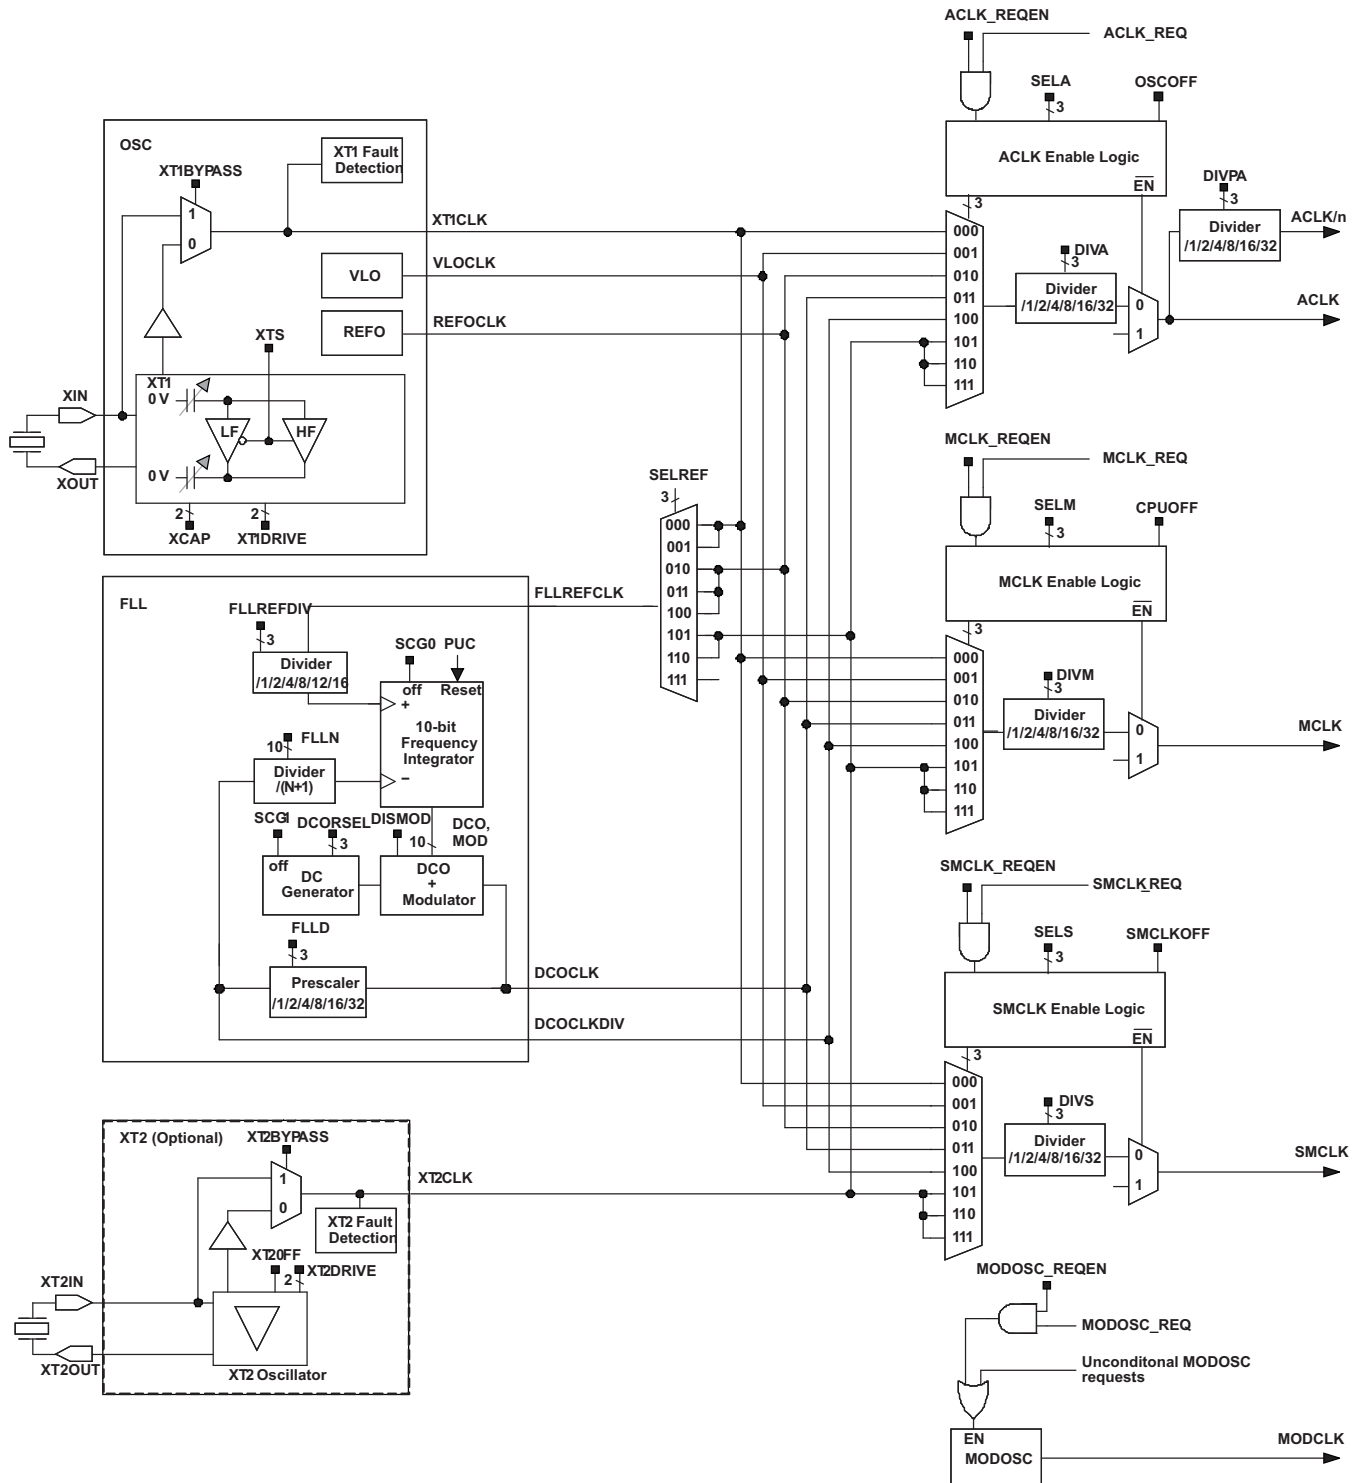 ACLK_REQEN
ACLK_REQ
SELA
OSCOFF
3
ACLK Enable Logic
EN
3
DIVPA
3
Divider
/1/2/4/8/16/32
ACLK/n
000
001
010
011
100
101
110
111
DIVA
3
Divider
/1/2/4/8/16/32
0
1
ACLK
OSC
XT1BYPASS
1
0
XT1 Fault
Detection
XT1CLK
VLO
VLOCLK
REFO
REFOCLK
XTS
XIN
XT1
0 V
LF
HF
0 V
XOUT
2
2
XCAP
XT1DRIVE
SELREF
3
000
001
010
011
100
101
110
111
MCLK_REQEN
MCLK_REQ
SELM
CPUOFF
3
MCLK Enable Logic
EN
3
000
001
010
011
100
101
110
111
DIVM
3
Divider
/1/2/4/8/16/32
0
1
MCLK
FLL
FLLREFCLK
FLLREFDIV
3
Divider
/1/2/4/8/12/16
SCG0
PUC
off
Reset
+
10-bit
Frequency
Integrator
−
FLLN
10
Divider
/(N+1)
SCG1
DCORSEL
DISMOD
DCO,
MOD
3
10
off
DC
Generator
DCO
+
Modulator
FLLD
3
Prescaler
/1/2/4/8/16/32
DCOCLK
DCOCLKDIV
SMCLK_REQEN
SMCLK_REQ
SELS
SMCLKOFF
3
SMCLK Enable Logic
EN
3
000
001
010
011
100
101
110
111
DIVS
3
Divider
/1/2/4/8/16/32
0
1
SMCLK
XT2 (Optional)
XT2BYPASS
1
0
XT2CLK
XT2 Fault
Detection
XT2OFF
2
XT2DRIVE
XT2IN
XT2OUT
XT2 Oscillator
MODOSC_REQEN
MODOSC_REQ
Unconditonal MODOSC
requests
EN
MODOSC
MODCLK